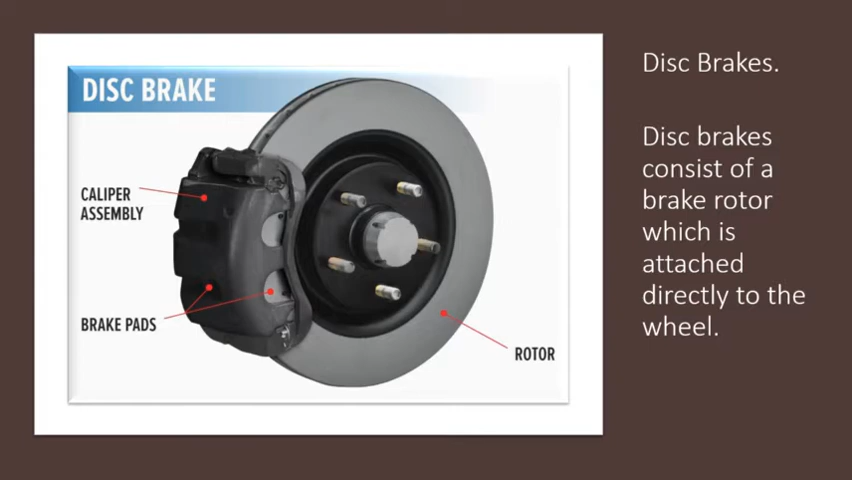 DISC BRAKE
CALIPER
ASSEMBLY
BRAKE PADS
ROTOR
Disc Brakes.
Disc brakes
consist of a
brake rotor
which is
attached
directly to the
wheel.